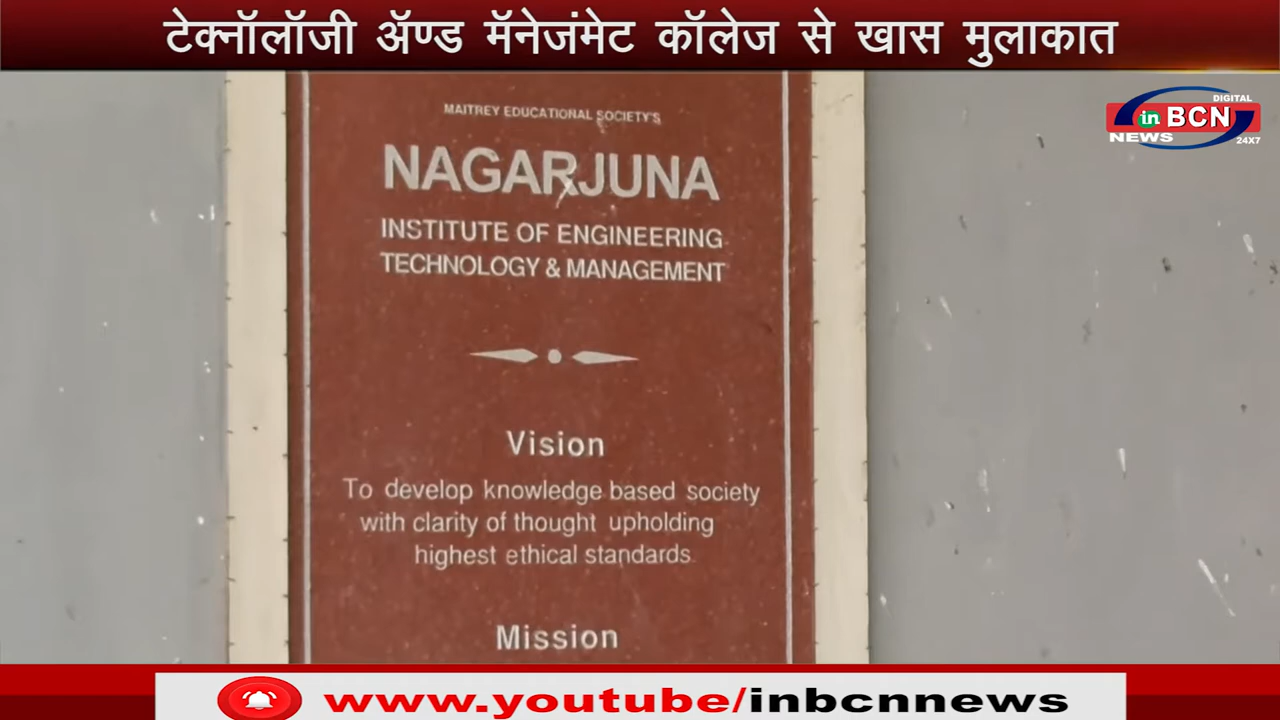 टेक्नॉलॉजी ॲण्ड मॅनेजंमेट कॉलेज से खास मुलाकात
DIGITAL
in BCN
NEWS
24X7
MAITREY EDUCATIONAL SOCIETY'S
NAGARJUNA
INSTITUTE OF ENGINEERING
TECHNOLOGY & MANAGEMENT
Vision
To develop knowledge based society
with clarity of thought upholding
highest ethical standards.
Mission
www.youtube/inbcnnews